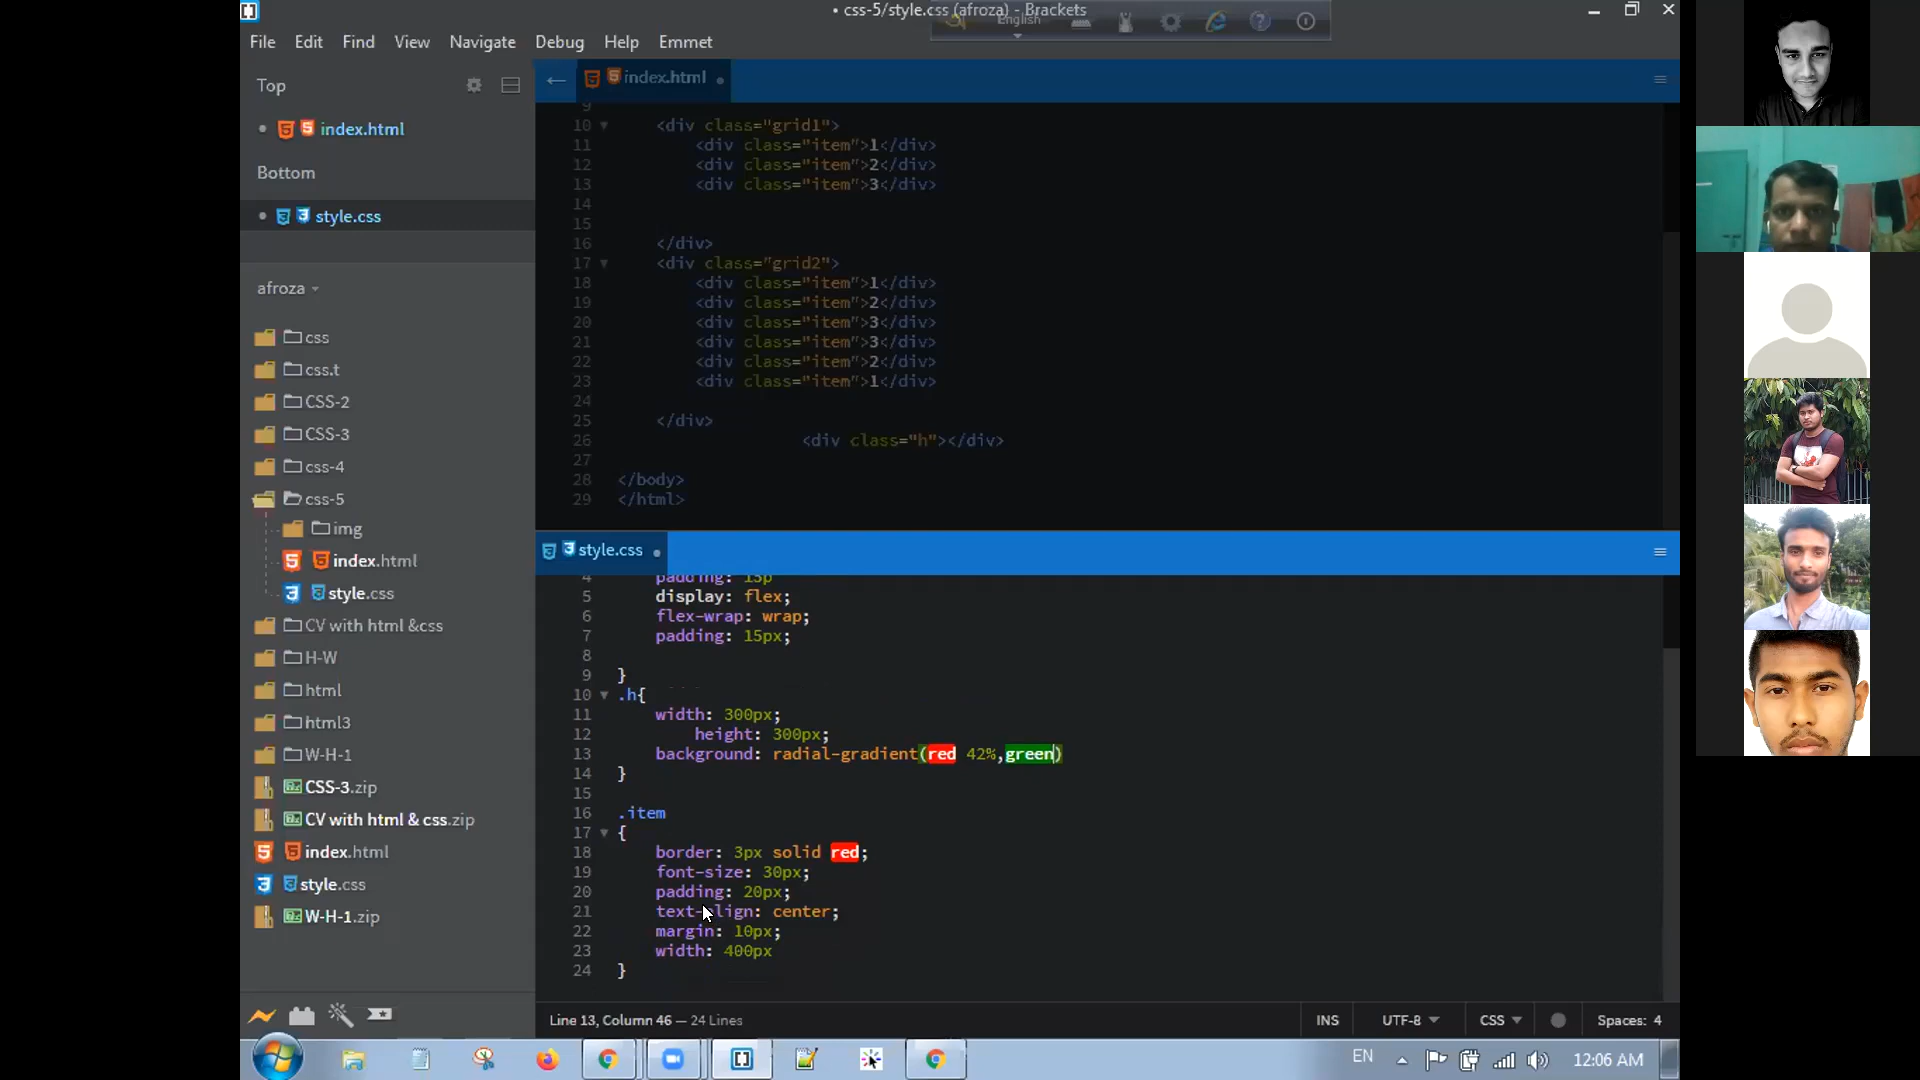 css-5/style.css (afroza) - Brackets
English
File Edit Find View Navigate Debug Help Emmet
Top
index.html
Bottom
style.css
afroza
css
css.t
CSS-2
CSS-3
css-4
css-5
img
index.html
style.css
CV with html &css
H-W
html
html3
W-H-1
CSS-3.zip
CV with html & css.zip
index.html
style.css
W-H-1.zip
index.html
9
10 <div class="grid1">
11 <div class="item">1</div>
12 <div class="item">2</div>
13 <div class="item">3</div>
14
15
16 </div>
17 <div class="grid2">
18 <div class="item">1</div>
19 <div class="item">2</div>
20 <div class="item">3</div>
21 <div class="item">3</div>
22 <div class="item">2</div>
23 <div class="item">1</div>
24
25 </div>
26 <div class="h"></div>
27
28 </body>
29 </html>
style.css
4 padding: 15p
5 display: flex;
6 flex-wrap: wrap;
7 padding: 15px;
8
9 }
10 .h{
11 width: 300px;
12 height: 300px;
13 background: radial-gradient(red 42%,green)
14 }
15
16 .item
17 {
18 border: 3px solid red;
19 font-size: 30px;
20 padding: 20px;
21 text-align: center;
22 margin: 10px;
23 width: 400px
24 }
Line 13, Column 46 — 24 Lines
INS UTF-8 CSS Spaces: 4
EN 12:06 AM